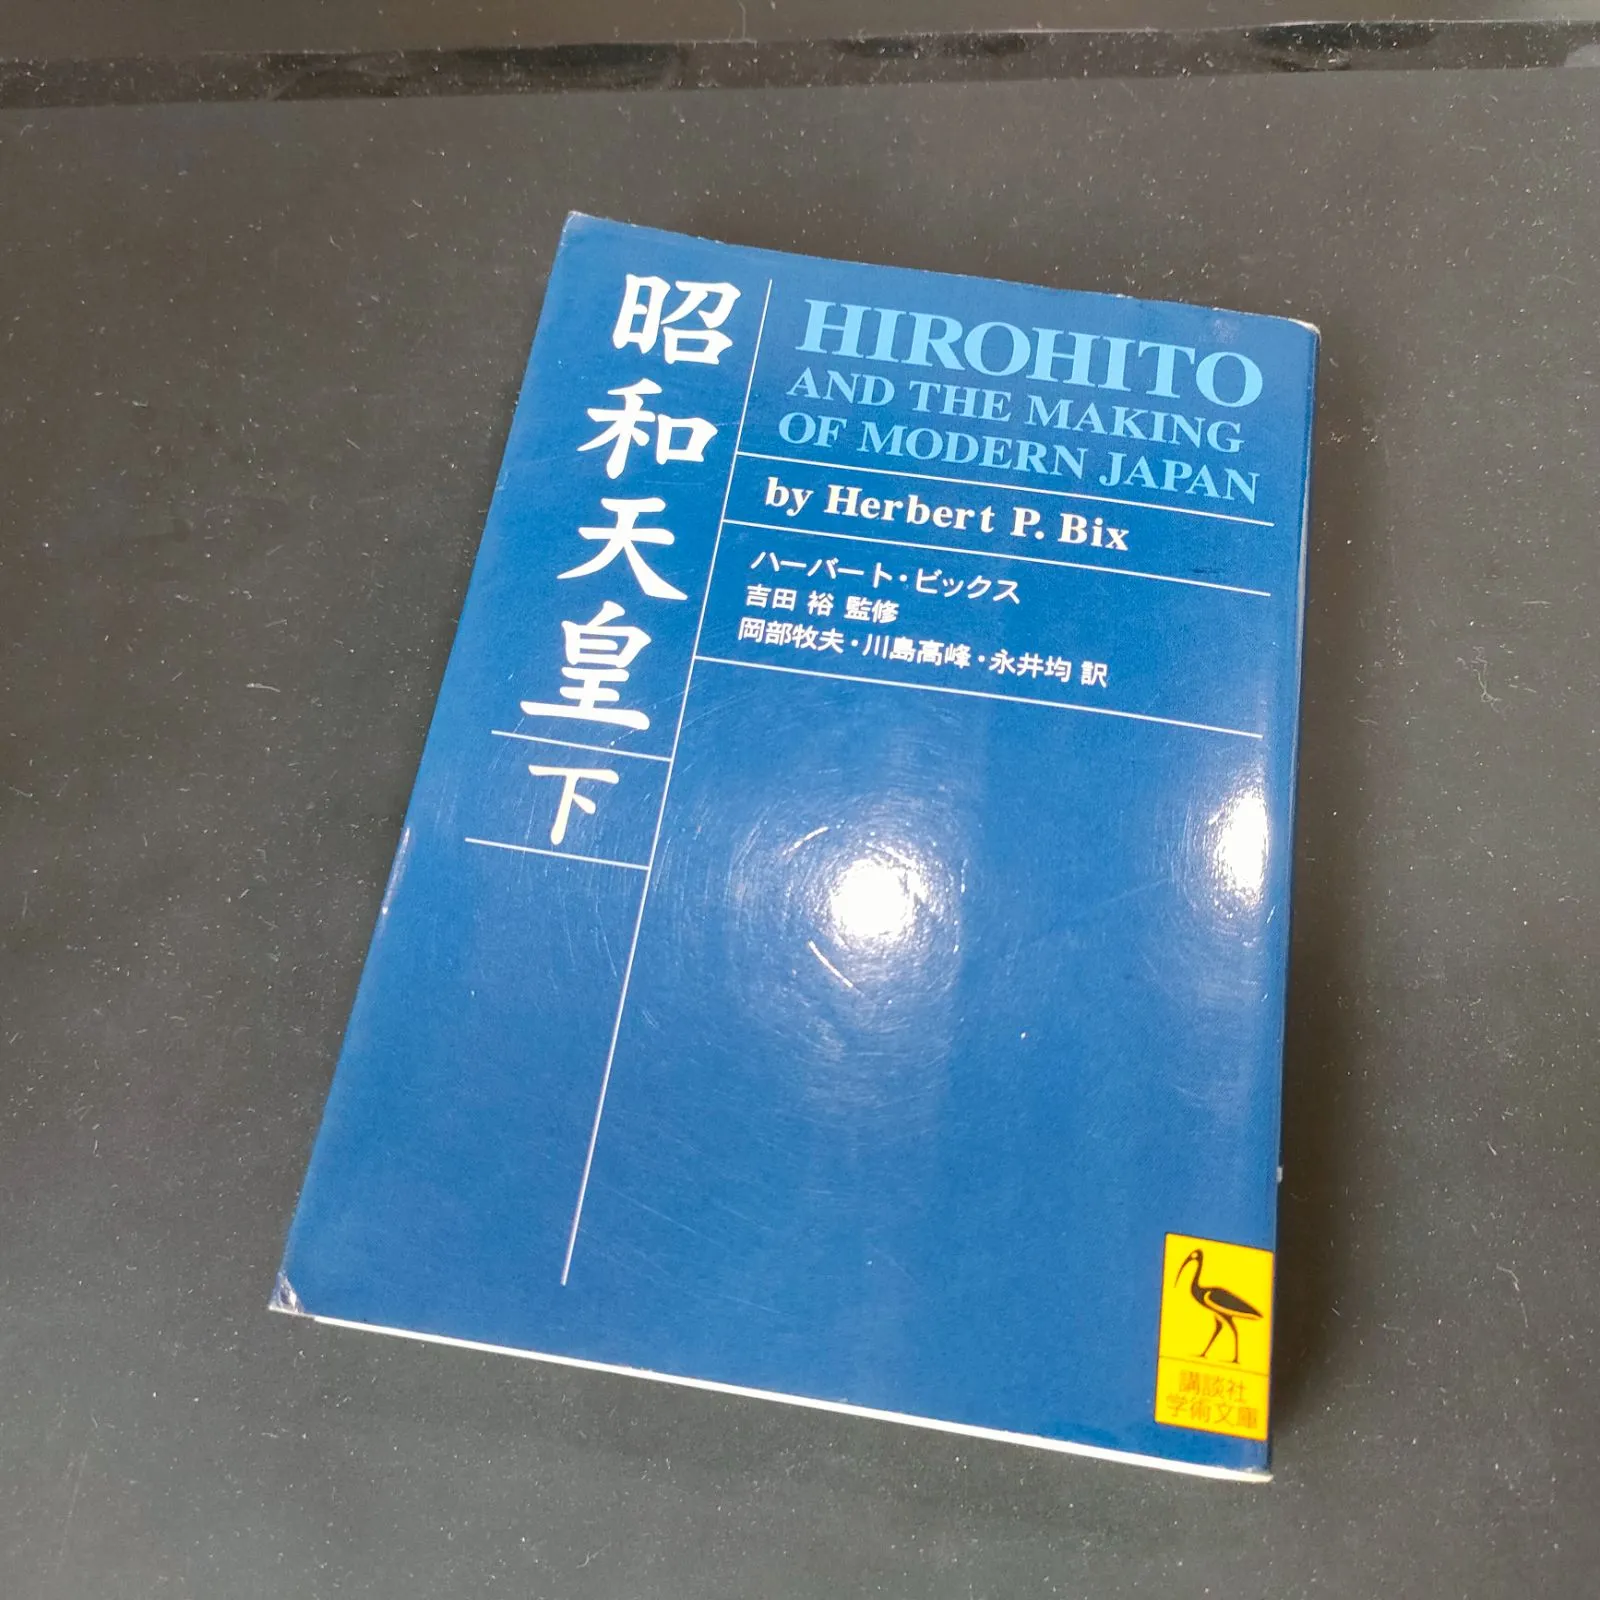 昭和天皇
下
HIROHITO
AND THE MAKING
OF MODERN JAPAN
by Herbert P. Bix
ハーバート・ビックス
吉田 裕 監修
岡部牧夫・川島高峰・永井均 訳
講談社
学術文庫